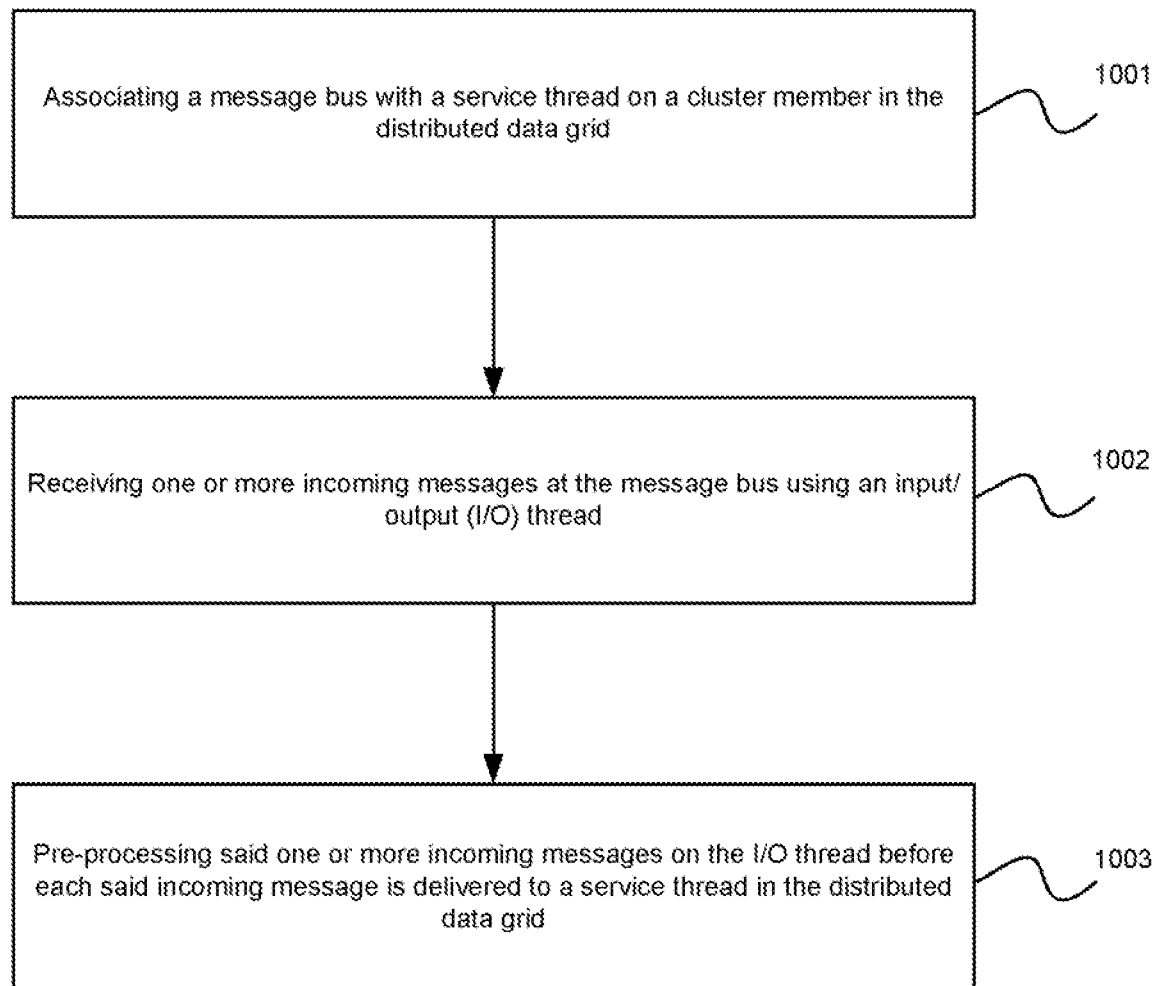 Associating a message bus with a service thread on a cluster member in the
distributed data grid
1001
Receiving one or more incoming messages at the message bus using an input/
output (I/O) thread
1002
Pre-processing said one or more incoming messages on the I/O thread before
each said incoming message is delivered to a service thread in the distributed
data grid
1003